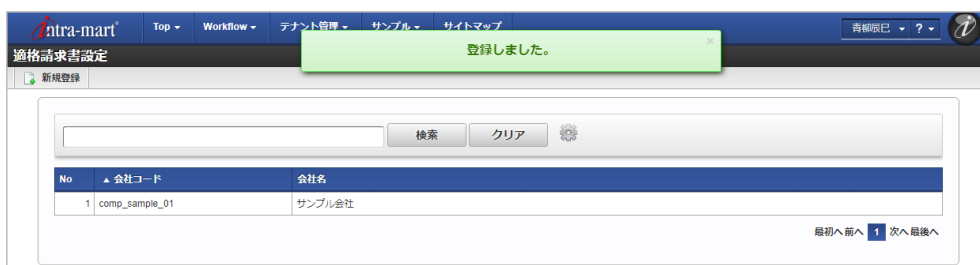 intra-mart Top Workflow テナント管理 サンプル サイトマップ 青柳辰巳 ?
登録しました。 ×
適格請求書設定
新規登録
検索 クリア
No ▲ 会社コード 会社名
1 comp_sample_01 サンプル会社
最初へ 前へ 1 次へ 最後へ